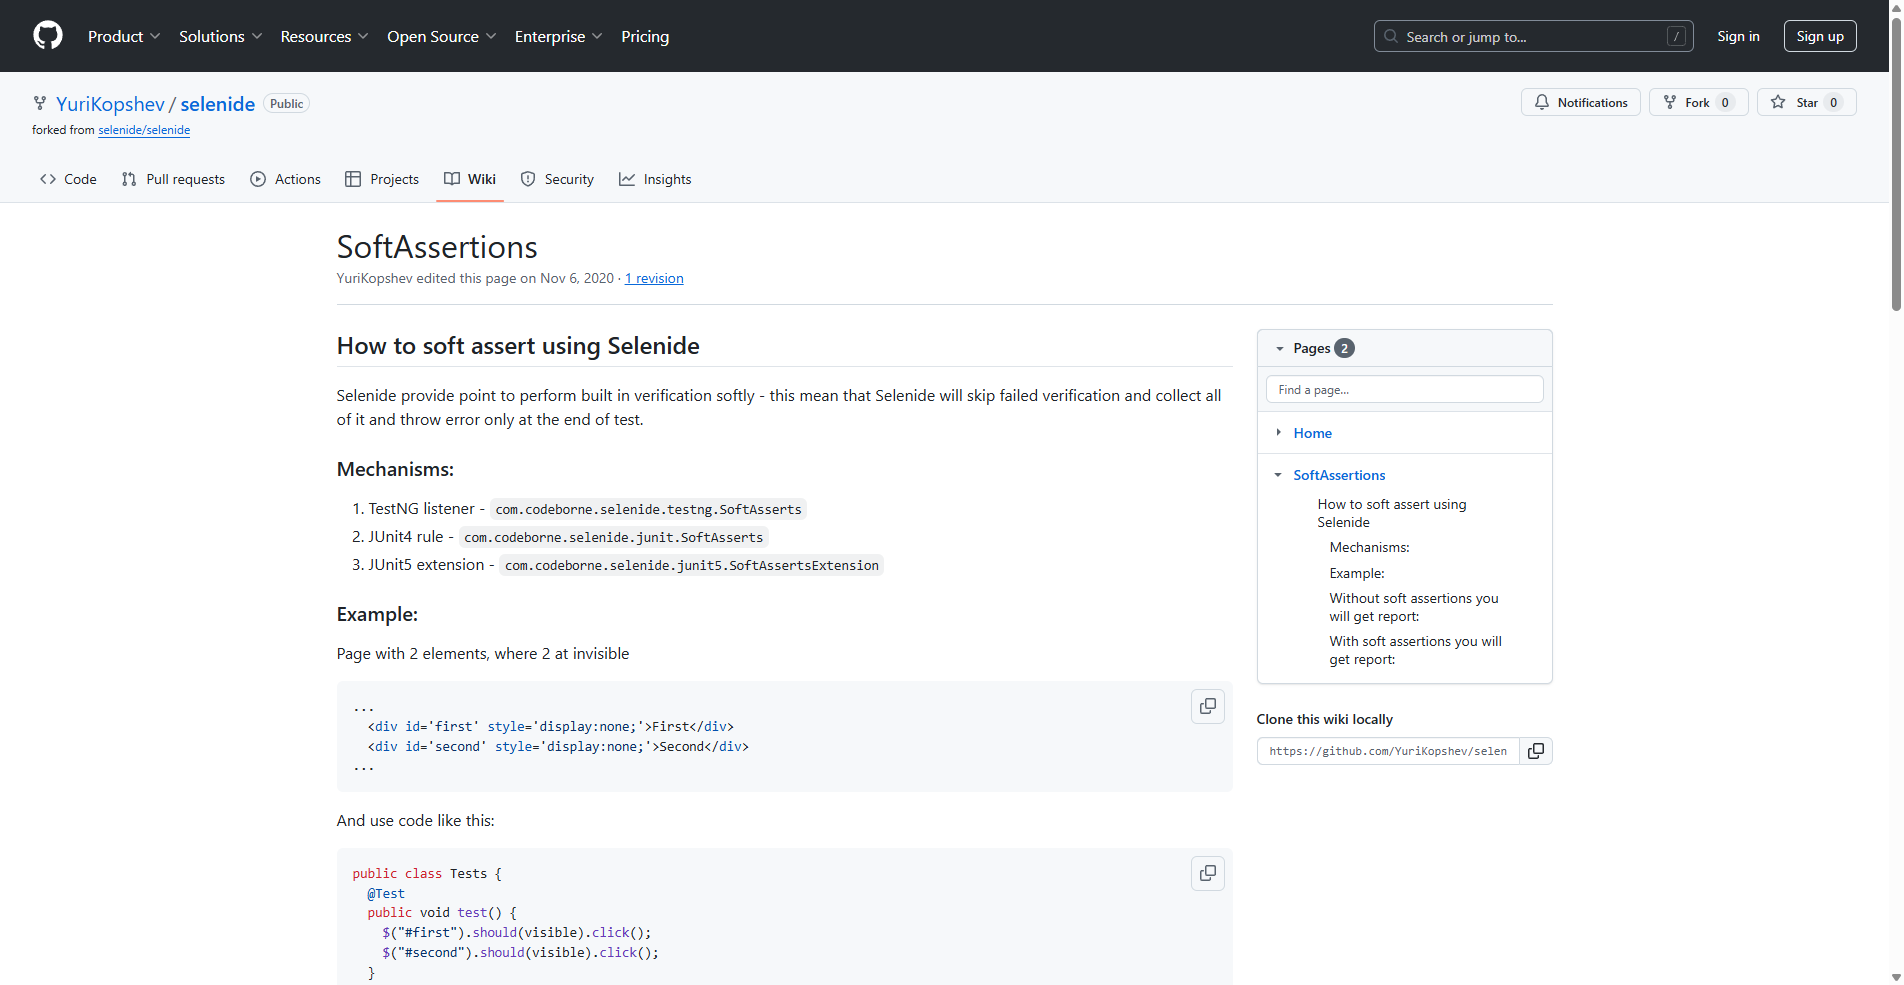 Product Solutions Resources Open Source Enterprise Pricing Search or jump to... / Sign in Sign up
YuriKopshev / selenide Public Notifications Fork 0 Star 0
forked from selenide/selenide
Code Pull requests Actions Projects Wiki Security Insights
SoftAssertions
YuriKopshev edited this page on Nov 6, 2020 · 1 revision
How to soft assert using Selenide
Selenide provide point to perform built in verification softly - this mean that Selenide will skip failed verification and collect all
of it and throw error only at the end of test.
Mechanisms:
1. TestNG listener - com.codeborne.selenide.testng.SoftAsserts
2. JUnit4 rule - com.codeborne.selenide.junit.SoftAsserts
3. JUnit5 extension - com.codeborne.selenide.junit5.SoftAssertsExtension
Example:
Page with 2 elements, where 2 at invisible
...
<div id='first' style='display:none;'>First</div>
<div id='second' style='display:none;'>Second</div>
...
And use code like this:
public class Tests {
@Test
public void test() {
$("#first").should(visible).click();
$("#second").should(visible).click();
}
Pages 2
Find a page...
Home
SoftAssertions
How to soft assert using
Selenide
Mechanisms:
Example:
Without soft assertions you
will get report:
With soft assertions you will
get report:
Clone this wiki locally
https://github.com/YuriKopshev/selen